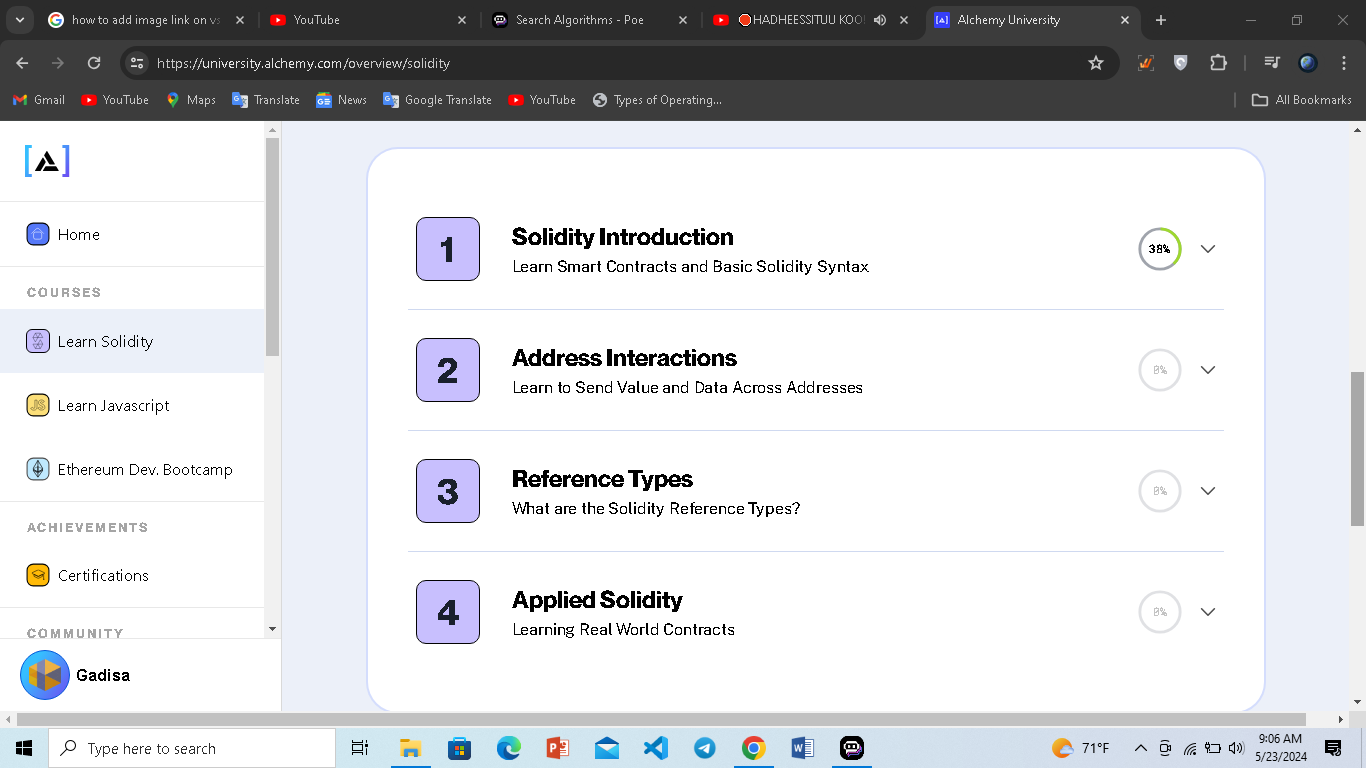 how to add image link on vs
YouTube
Search Algorithms - Poe
HADHEESSITUU KOO
Alchemy University
https://university.alchemy.com/overview/solidity
Gmail
YouTube
Maps
Translate
News
Google Translate
YouTube
Types of Operating...
All Bookmarks
Home
COURSES
Learn Solidity
JS
Learn Javascript
Ethereum Dev. Bootcamp
ACHIEVEMENTS
Certifications
COMMUNITY
Gadisa
1
Solidity Introduction
Learn Smart Contracts and Basic Solidity Syntax
38%
2
Address Interactions
Learn to Send Value and Data Across Addresses
0%
3
Reference Types
What are the Solidity Reference Types?
0%
4
Applied Solidity
Learning Real World Contracts
0%
Type here to search
71°F
9:06 AM
5/23/2024